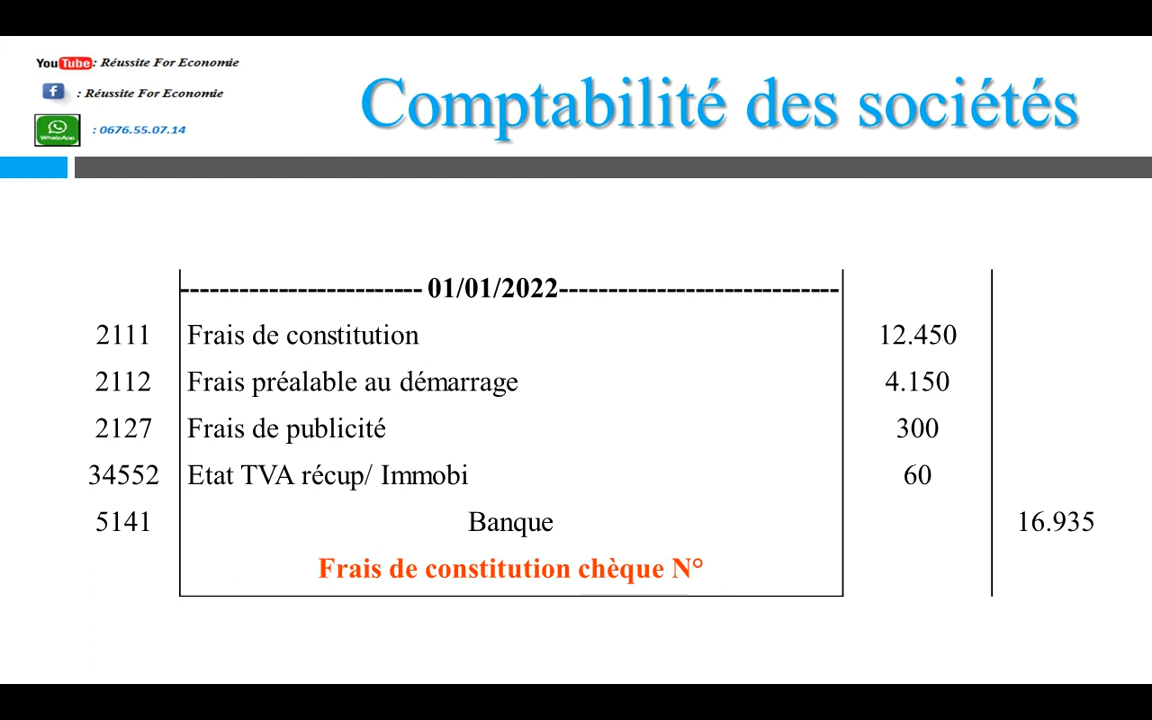 YouTube : Réussite For Economie
f : Réussite For Economie
WhatsApp : 0676.55.07.14
Comptabilité des sociétés
------------------------ 01/01/2022----------------------------
2111 Frais de constitution 12.450
2112 Frais préalable au démarrage 4.150
2127 Frais de publicité 300
34552 Etat TVA récup/ Immobi 60
5141 Banque 16.935
Frais de constitution chèque N°